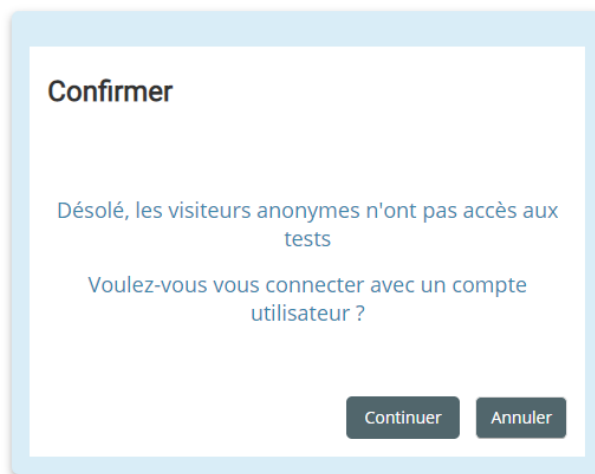 Confirmer
Désolé, les visiteurs anonymes n'ont pas accès aux
tests
Voulez-vous vous connecter avec un compte
utilisateur ?
Continuer
Annuler